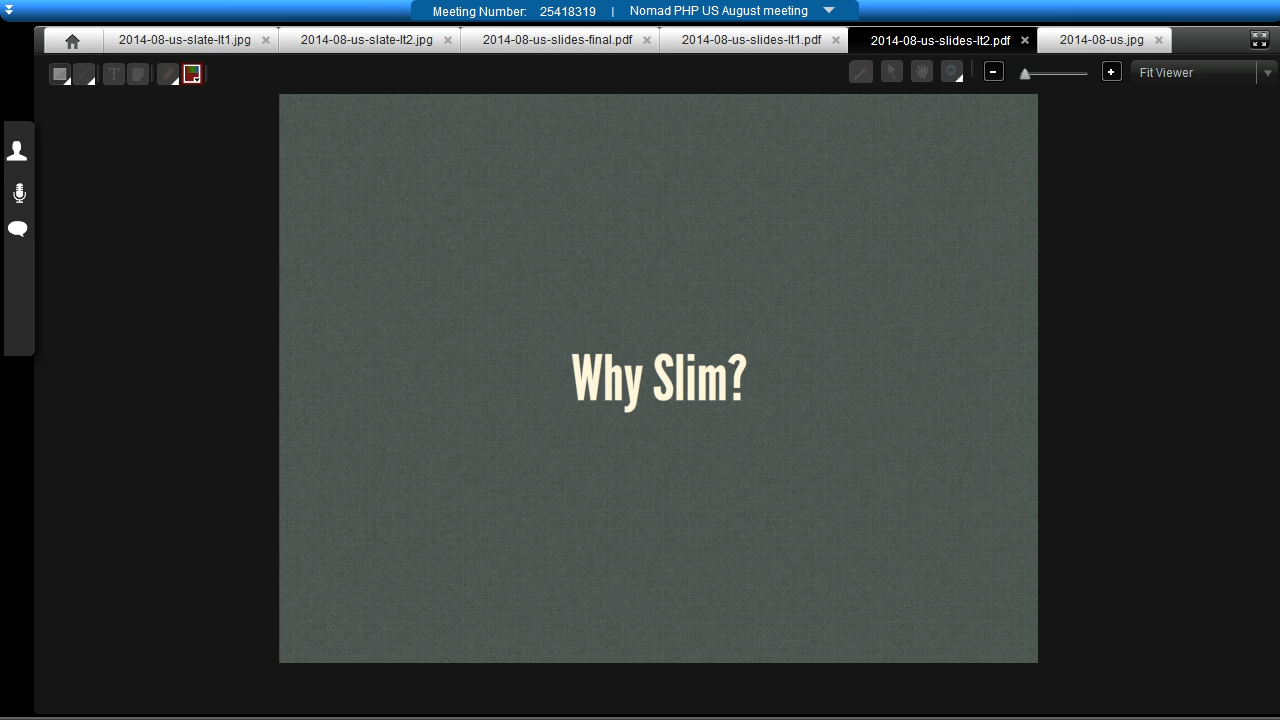 Meeting Number: 25418319 | Nomad PHP US August meeting
2014-08-us-slate-lt1.jpg 2014-08-us-slate-lt2.jpg 2014-08-us-slides-final.pdf 2014-08-us-slides-lt1.pdf 2014-08-us-slides-lt2.pdf 2014-08-us.jpg
T
Fit Viewer
Why Slim?